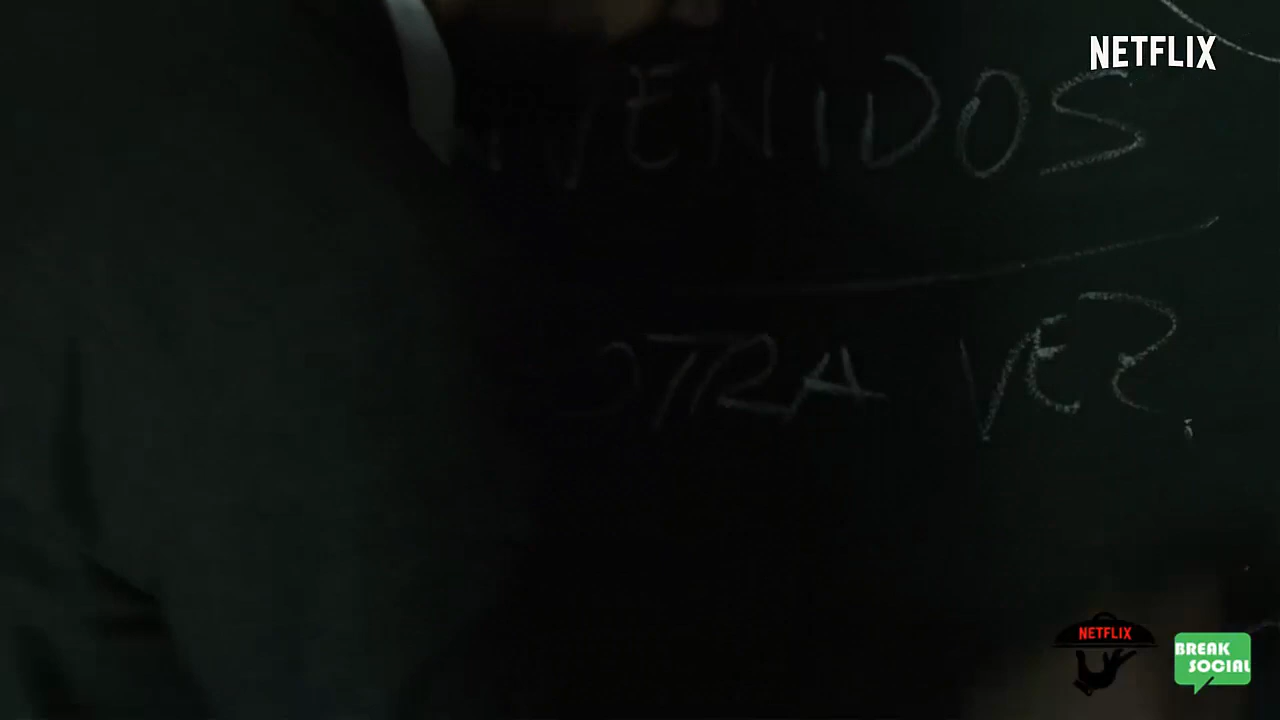 NETFLIX
VENIDOS
OTRA VEZ.
NETFLIX
BREAK
SOCIAL